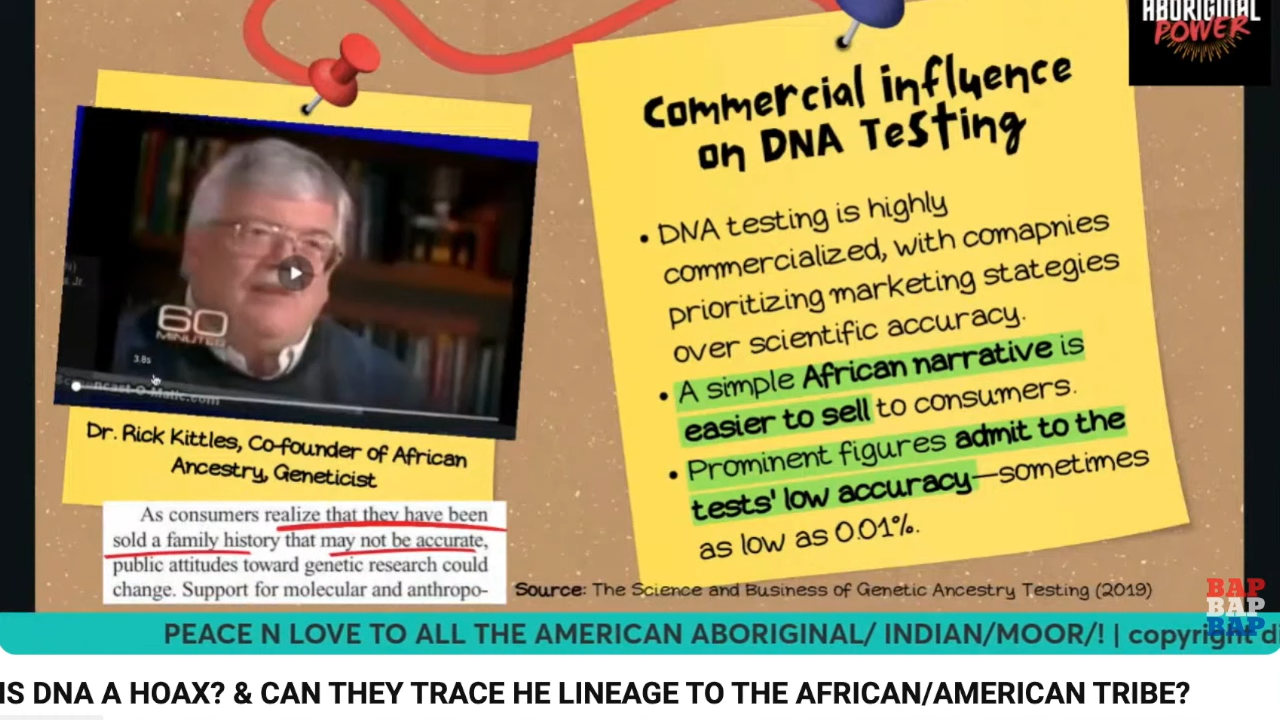 ABORIGINAL
POWER
Commercial influence
on DNA Testing
• DNA testing is highly
commercialized, with comapnies
prioritizing marketing stategies
over scientific accuracy.
• A simple African narrative is
easier to sell to consumers.
• Prominent figures admit to the
tests' low accuracy—sometimes
as low as 0.01%.
60
MINUTES
3.8s
Screencast-O-Matic.com
Dr. Rick Kittles, Co-founder of African
Ancestry, Geneticist
As consumers realize that they have been
sold a family history that may not be accurate,
public attitudes toward genetic research could
change. Support for molecular and anthropo-
Source: The Science and Business of Genetic Ancestry Testing (2019)
BAP
BAP
BAP
PEACE N LOVE TO ALL THE AMERICAN ABORIGINAL/ INDIAN/MOOR/! | copyright di
IS DNA A HOAX? & CAN THEY TRACE HE LINEAGE TO THE AFRICAN/AMERICAN TRIBE?